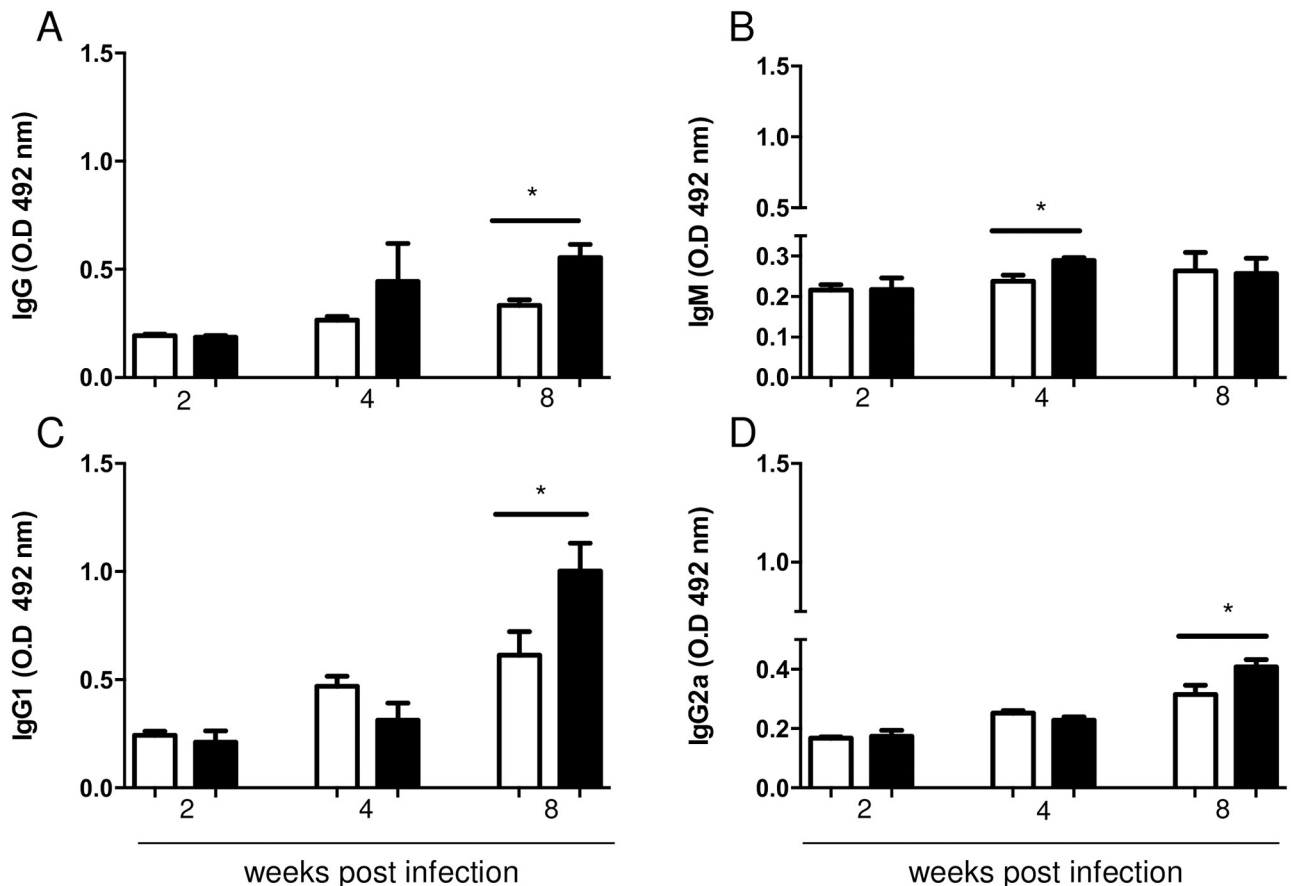 A
1.5
1.0
0.5
0.0
IgG (O.D 492 nm)
*
2 4 8
B
1.5
1.0
0.5
0.3
0.2
0.1
0.0
IgM (O.D 492 nm)
*
2 4 8
C
1.5
1.0
0.5
0.0
IgG1 (O.D 492 nm)
*
2 4 8
weeks post infection
D
1.5
1.0
0.4
0.2
0.0
IgG2a (O.D 492 nm)
*
2 4 8
weeks post infection